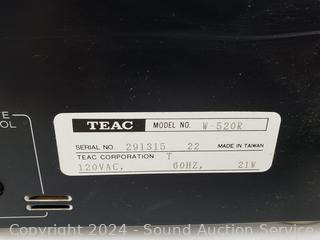 TEAC MODEL NO. W-520R
SERIAL NO. 291315 22 MADE IN TAIWAN
TEAC CORPORATION T
120VAC, 60HZ, 21W
Copyright 2024 - Sound Auction Service